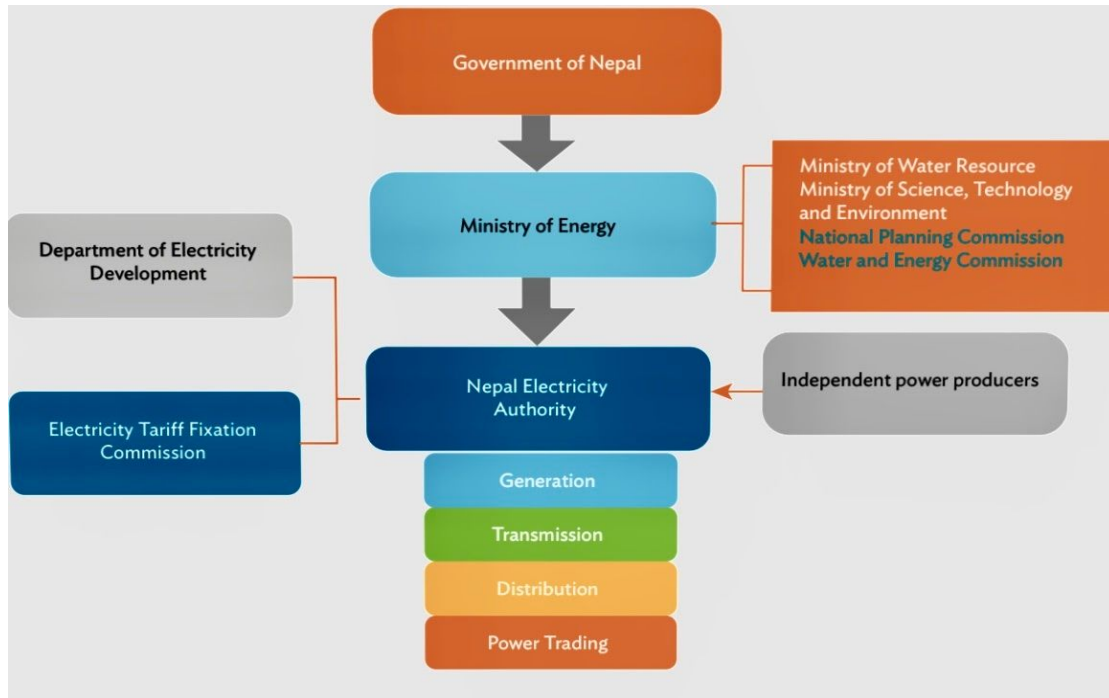 Government of Nepal
Ministry of Energy
Ministry of Water Resource
Ministry of Science, Technology
and Environment
National Planning Commission
Water and Energy Commission
Department of Electricity
Development
Nepal Electricity
Authority
Independent power producers
Electricity Tariff Fixation
Commission
Generation
Transmission
Distribution
Power Trading